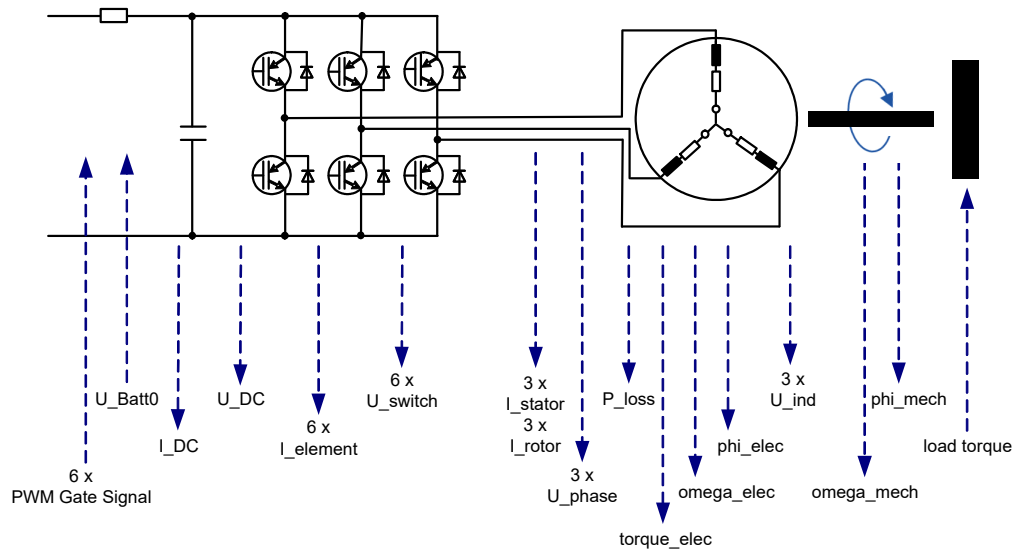 U_Batt0
U_DC
6 x
U_switch
3 x
I_stator
3 x
I_rotor
P_loss
3 x
U_ind
phi_mech
I_DC
6 x
I_element
phi_elec
load torque
6 x
PWM Gate Signal
3 x
U_phase
omega_elec
omega_mech
torque_elec